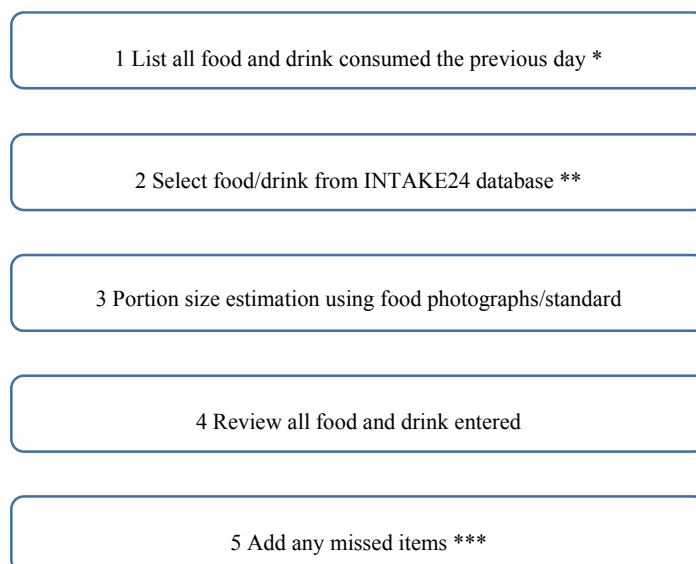 1 List all food and drink consumed the previous day *
2 Select food/drink from INTAKE24 database **
3 Portion size estimation using food photographs/standard
4 Review all food and drink entered
5 Add any missed items ***